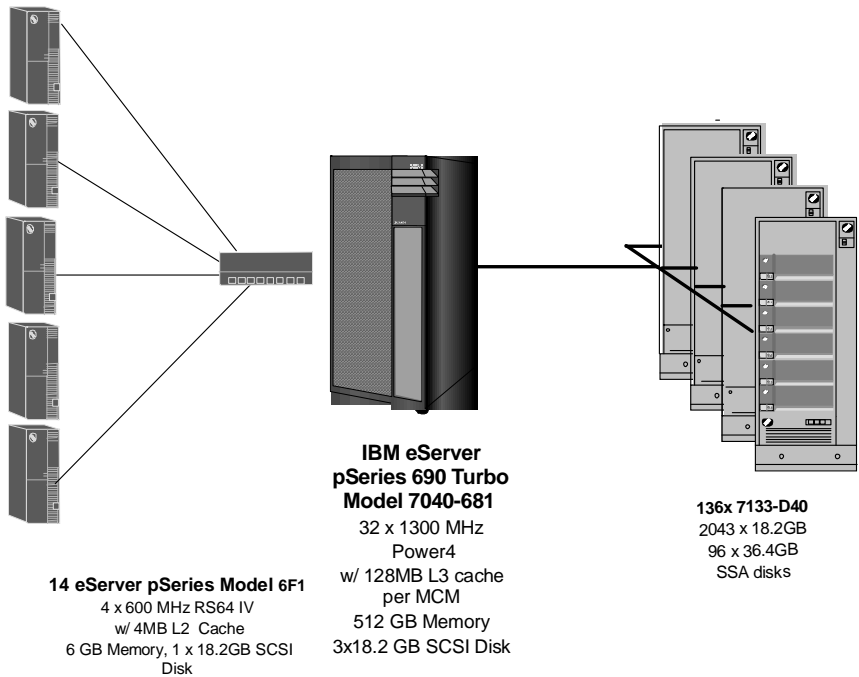 14 eServer pSeries Model 6F1
4 x 600 MHz RS64 IV
w/ 4MB L2 Cache
6 GB Memory, 1 x 18.2GB SCSI
Disk
IBM eServer
pSeries 690 Turbo
Model 7040-681
32 x 1300 MHz
Power4
w/ 128MB L3 cache
per MCM
512 GB Memory
3x18.2 GB SCSI Disk
136x 7133-D40
2043 x 18.2GB
96 x 36.4GB
SSA disks